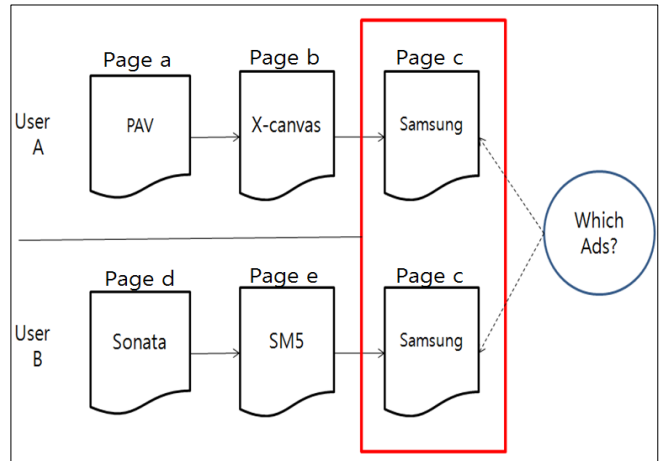 Page a
Page b
Page c
User
A
PAV
X-canvas
Samsung
Which
Ads?
Page d
Page e
Page c
User
B
Sonata
SM5
Samsung